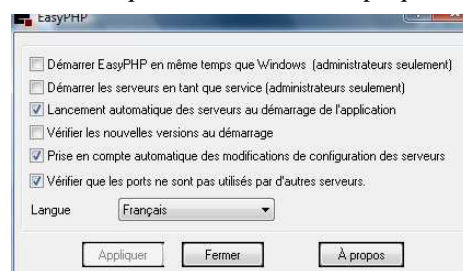 EasyPHP
Démarrer EasyPHP en même temps que Windows (administrateurs seulement)
Démarrer les serveurs en tant que service (administrateurs seulement)
Lancement automatique des serveurs au démarrage de l'application
Vérifier les nouvelles versions au démarrage
Prise en compte automatique des modifications de configuration des serveurs
Vérifier que les ports ne sont pas utilisés par d'autres serveurs.
Langue Français
Appliquer Fermer À propos